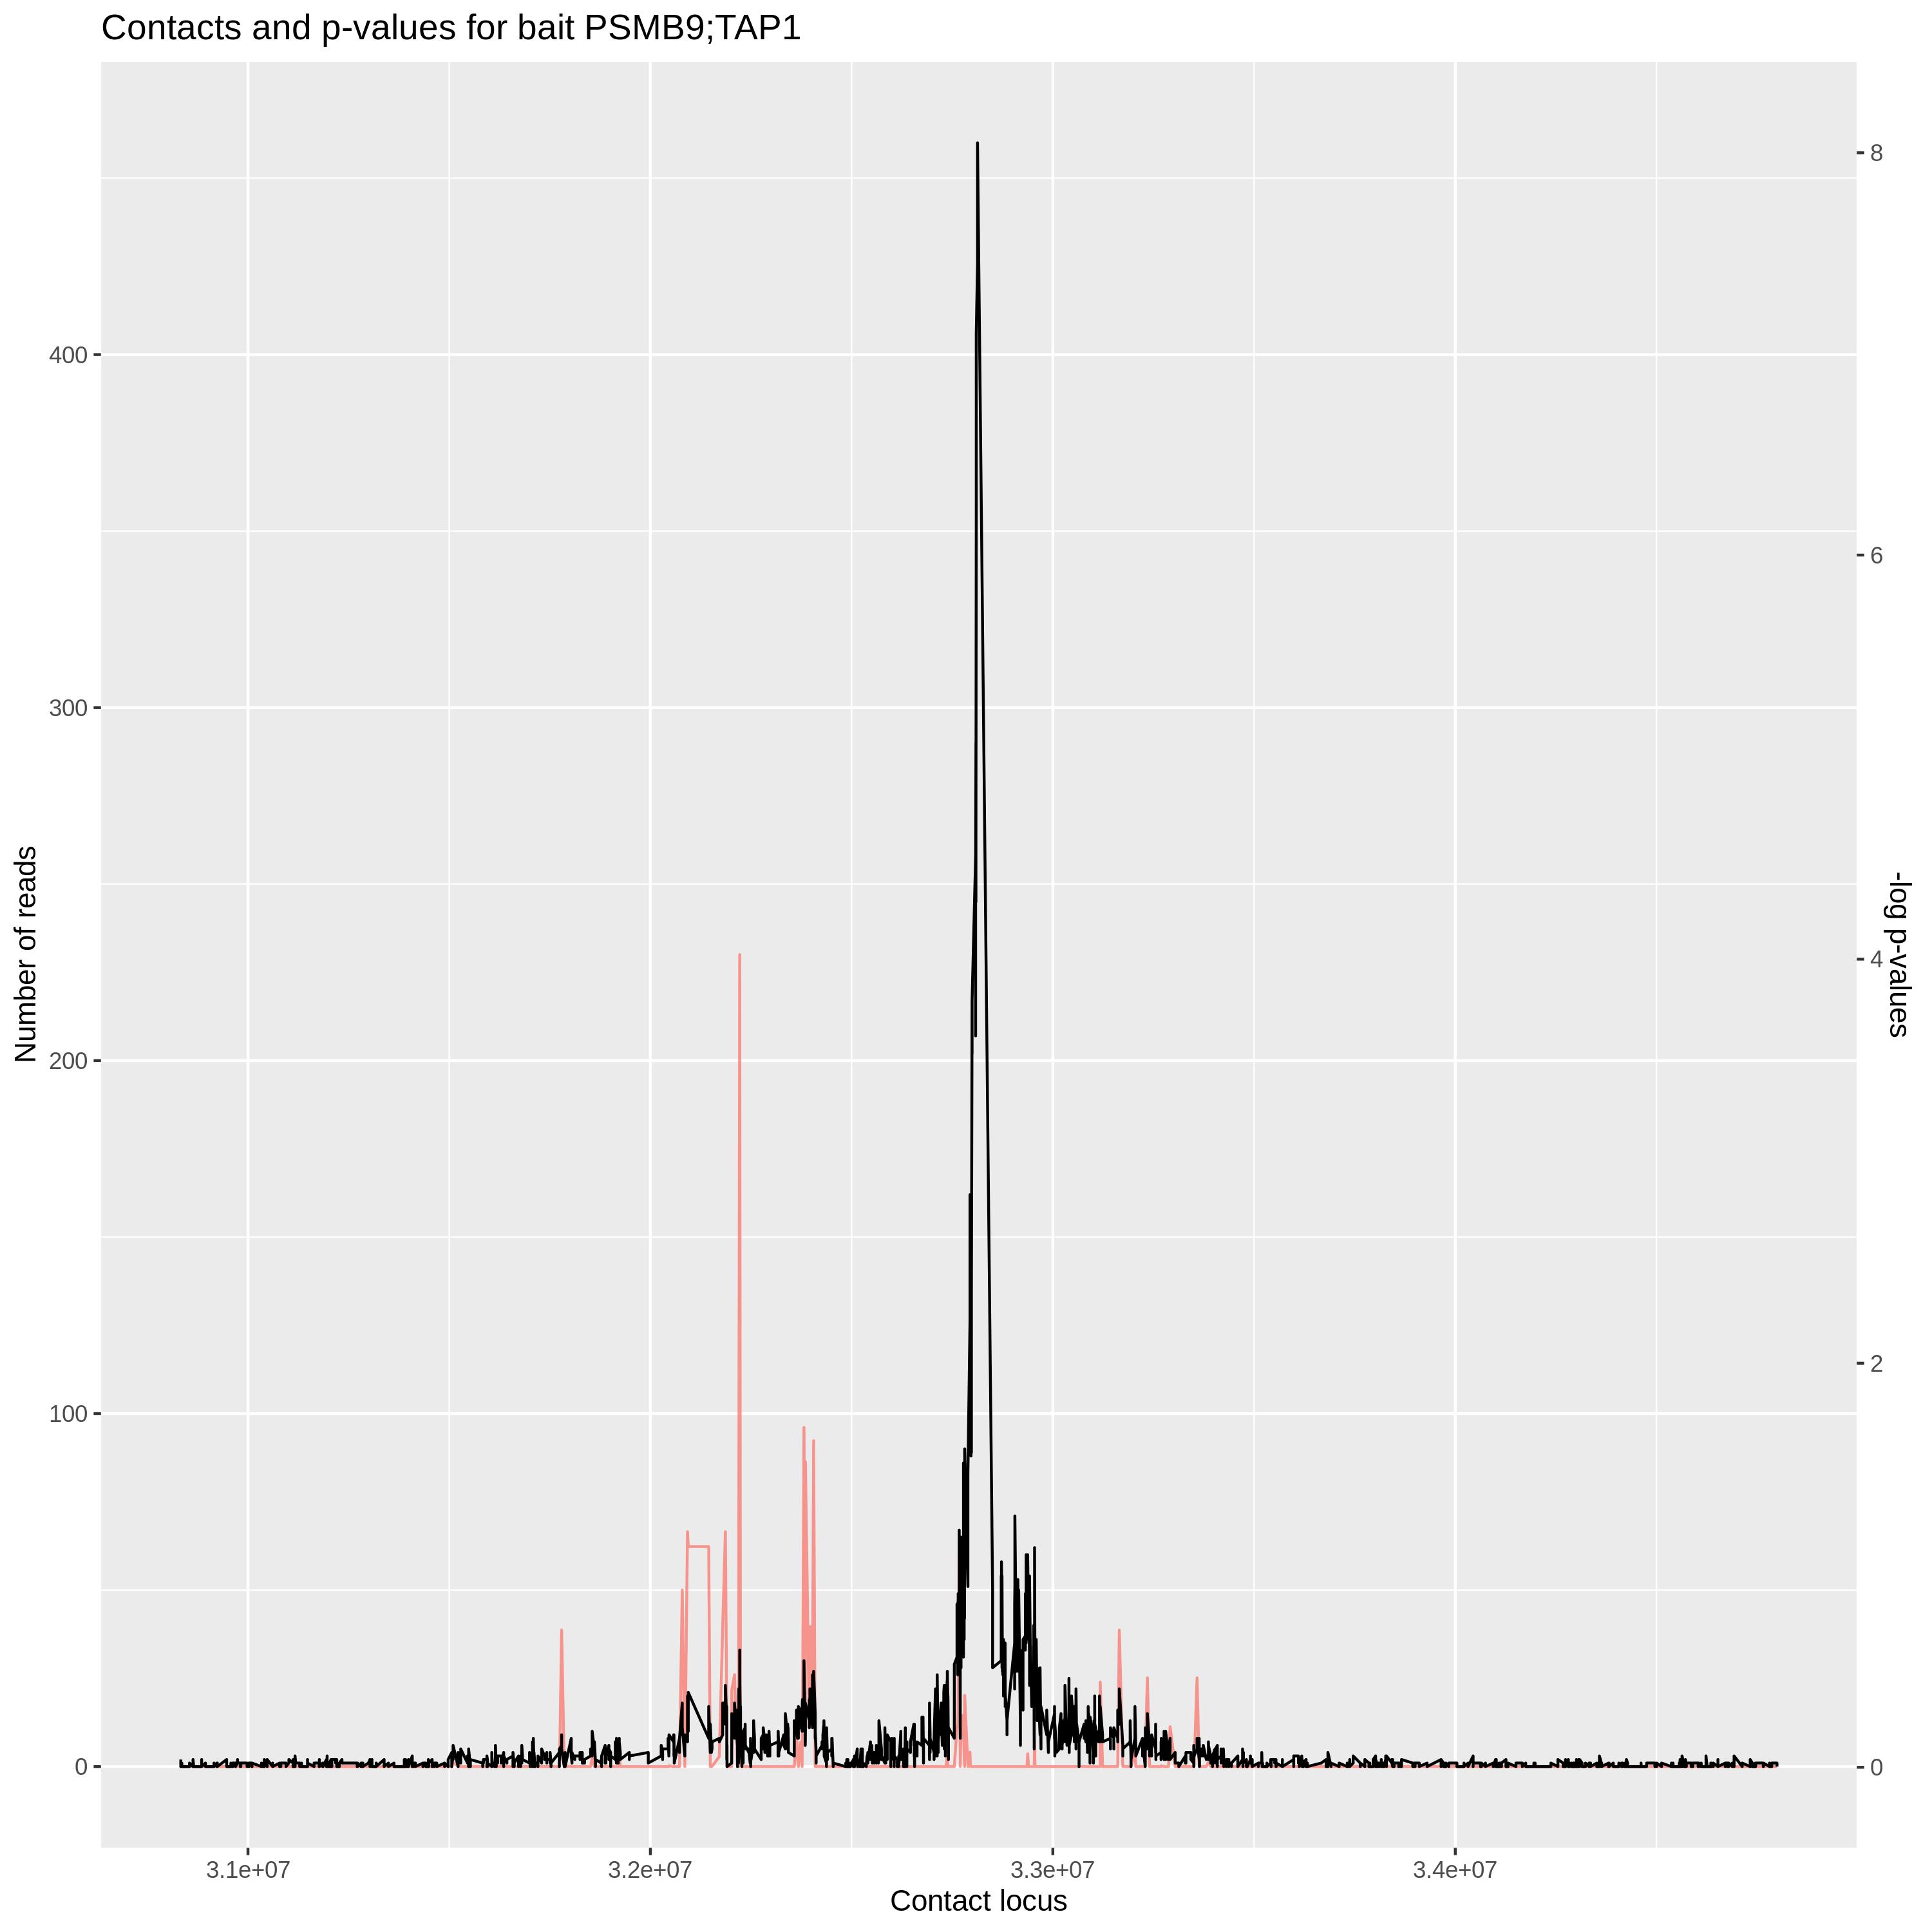 Contacts and p-values for bait PSMB9;TAP1
Number of reads
400
300
200
100
0
8
6
4
2
0
-log p-values
3.1e+07
3.2e+07
3.3e+07
3.4e+07
Contact locus